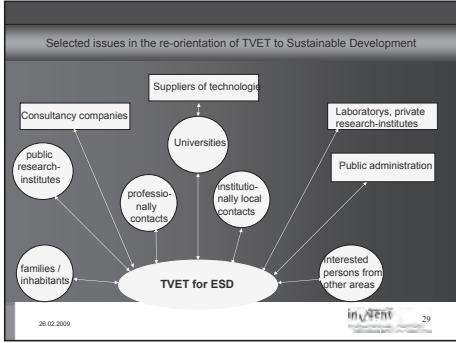 Selected issues in the re-orientation of TVET to Sustainable Development
Suppliers of technologie
Consultancy companies
Laboratorys, private
research-institutes
Universities
public
research-
institutes
Public administration
professio-
nally
contacts
institutio-
nally local
contacts
families /
inhabitants
TVET for ESD
Interested
persons from
other areas
26.02.2009
29